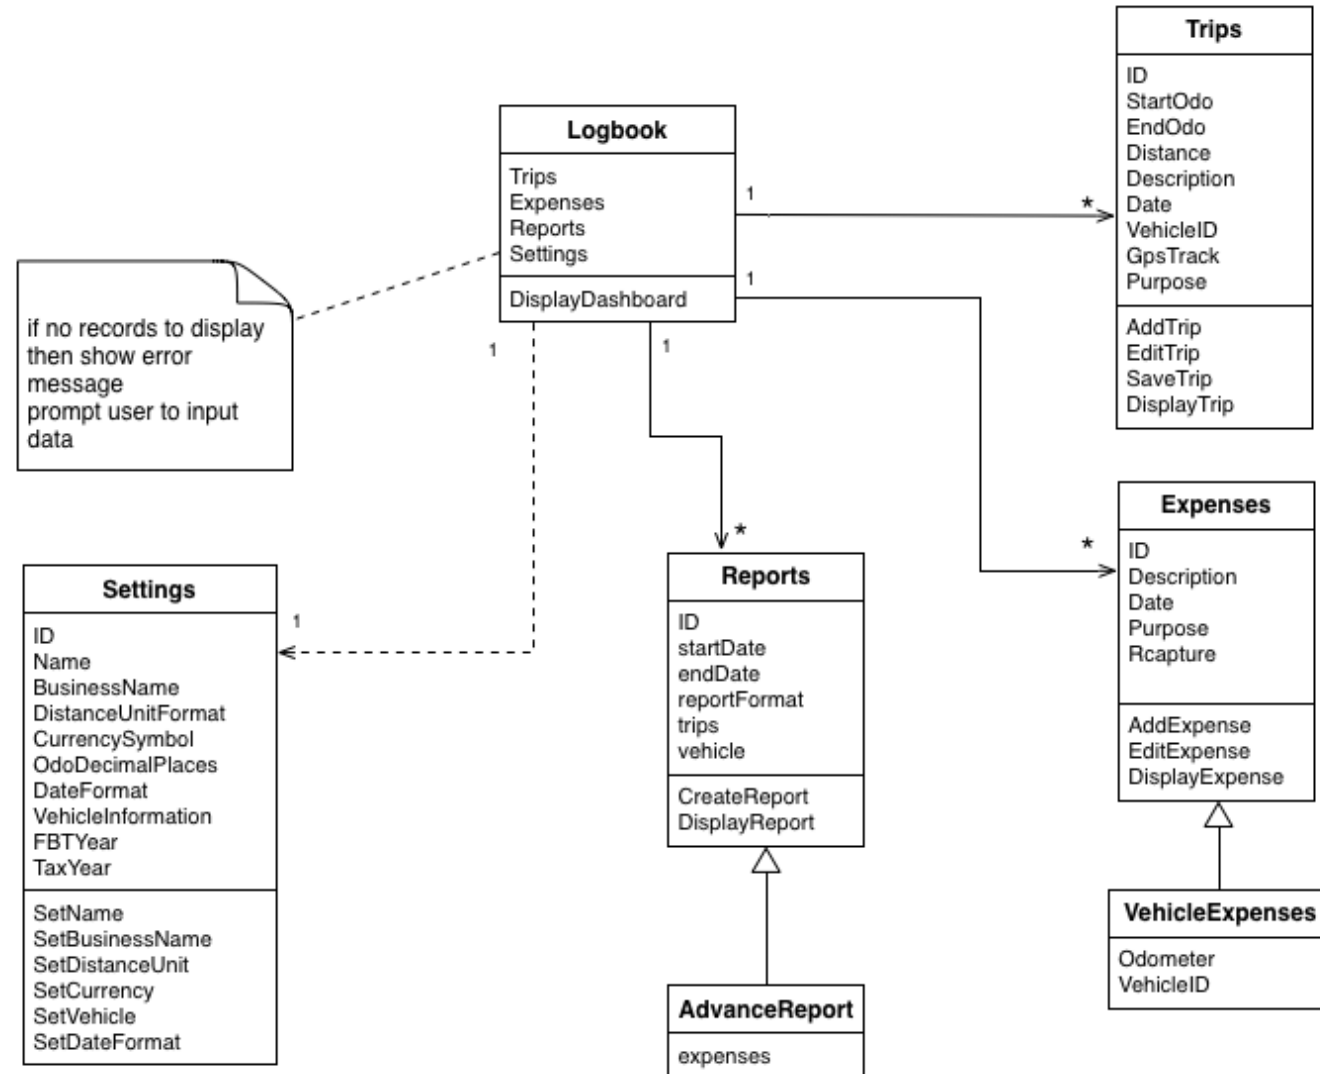 Trips
ID
StartOdo
EndOdo
Distance
Description
Date
VehicleID
GpsTrack
Purpose
AddTrip
EditTrip
SaveTrip
DisplayTrip
Logbook
Trips
Expenses
Reports
Settings
DisplayDashboard
1
*
1
*
1
*
1
1
if no records to display
then show error
message
prompt user to input
data
Settings
ID
Name
BusinessName
DistanceUnitFormat
CurrencySymbol
OdoDecimalPlaces
DateFormat
VehicleInformation
FBTYear
TaxYear
SetName
SetBusinessName
SetDistanceUnit
SetCurrency
SetVehicle
SetDateFormat
Reports
ID
startDate
endDate
reportFormat
trips
vehicle
CreateReport
DisplayReport
AdvanceReport
expenses
Expenses
ID
Description
Date
Purpose
Rcapture
AddExpense
EditExpense
DisplayExpense
VehicleExpenses
Odometer
VehicleID